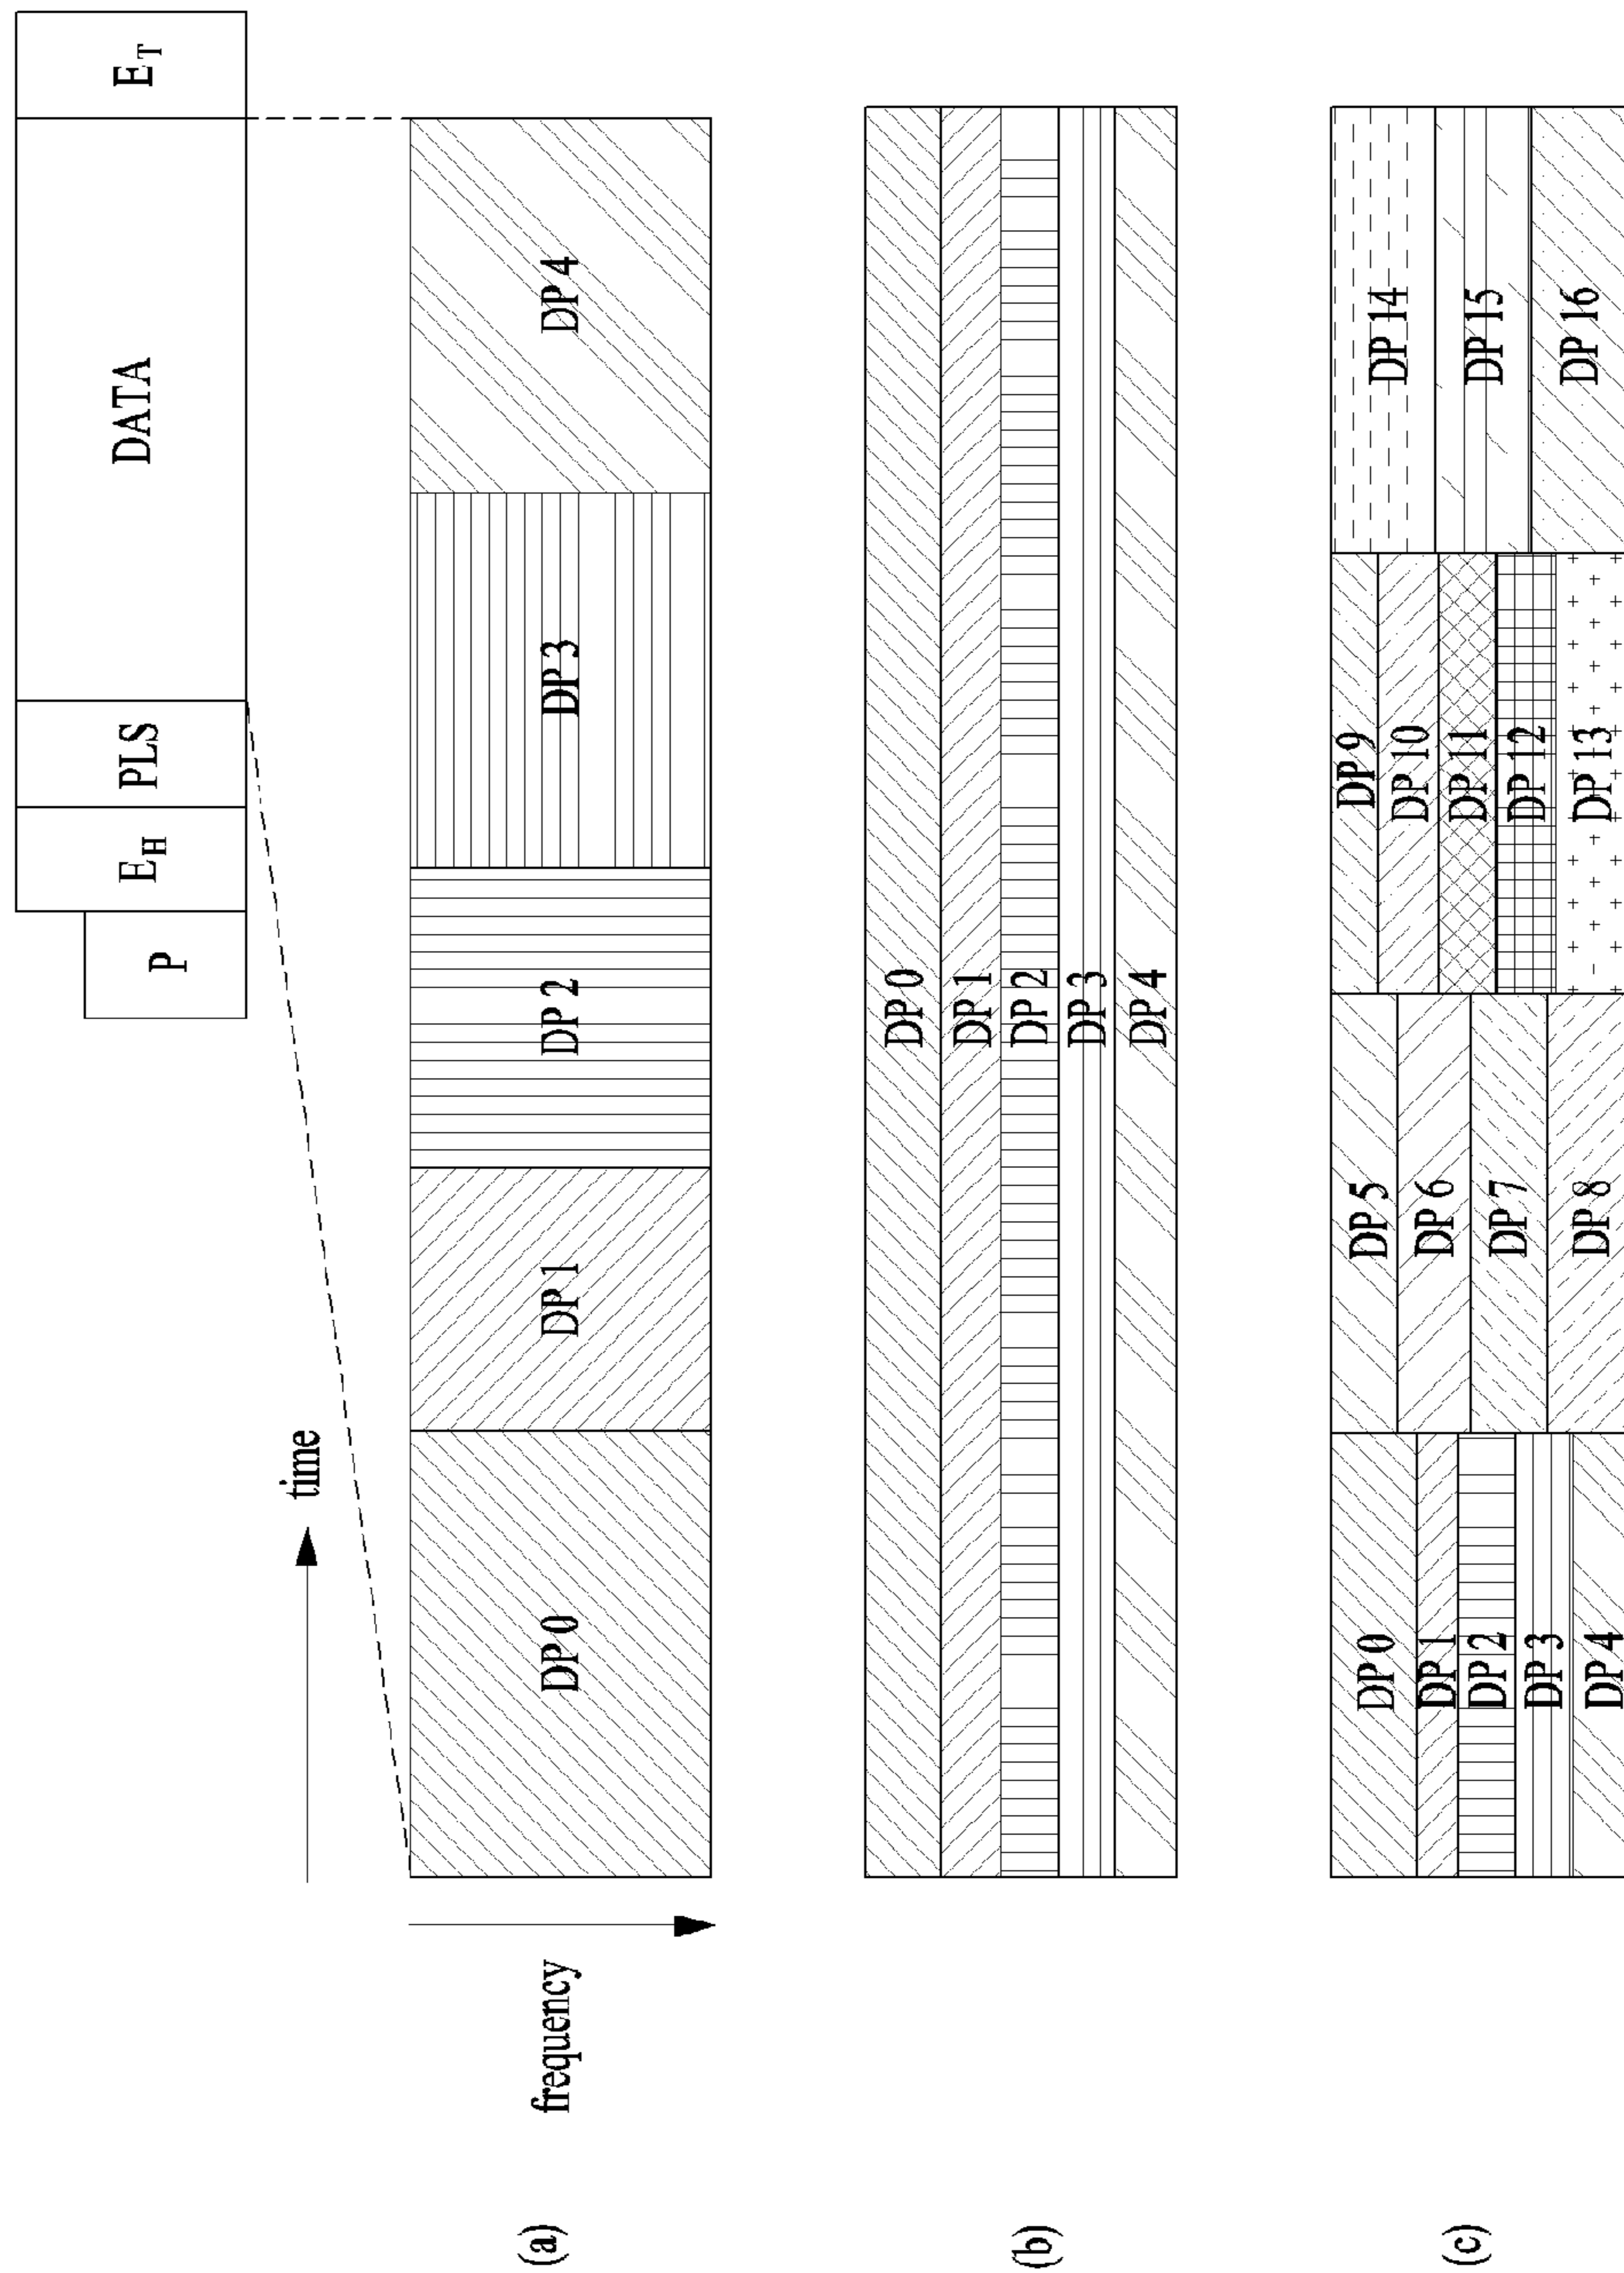 P
E_H
PLS
DATA
E_T
time
frequency
(a)
DP 0
DP 1
DP 2
DP 3
DP 4
(b)
DP 0
DP 1
DP 2
DP 3
DP 4
(c)
DP 0
DP 1
DP 2
DP 3
DP 4
DP 5
DP 6
DP 7
DP 8
DP 9
DP 10
DP 11
DP 12
DP 13
DP 14
DP 15
DP 16